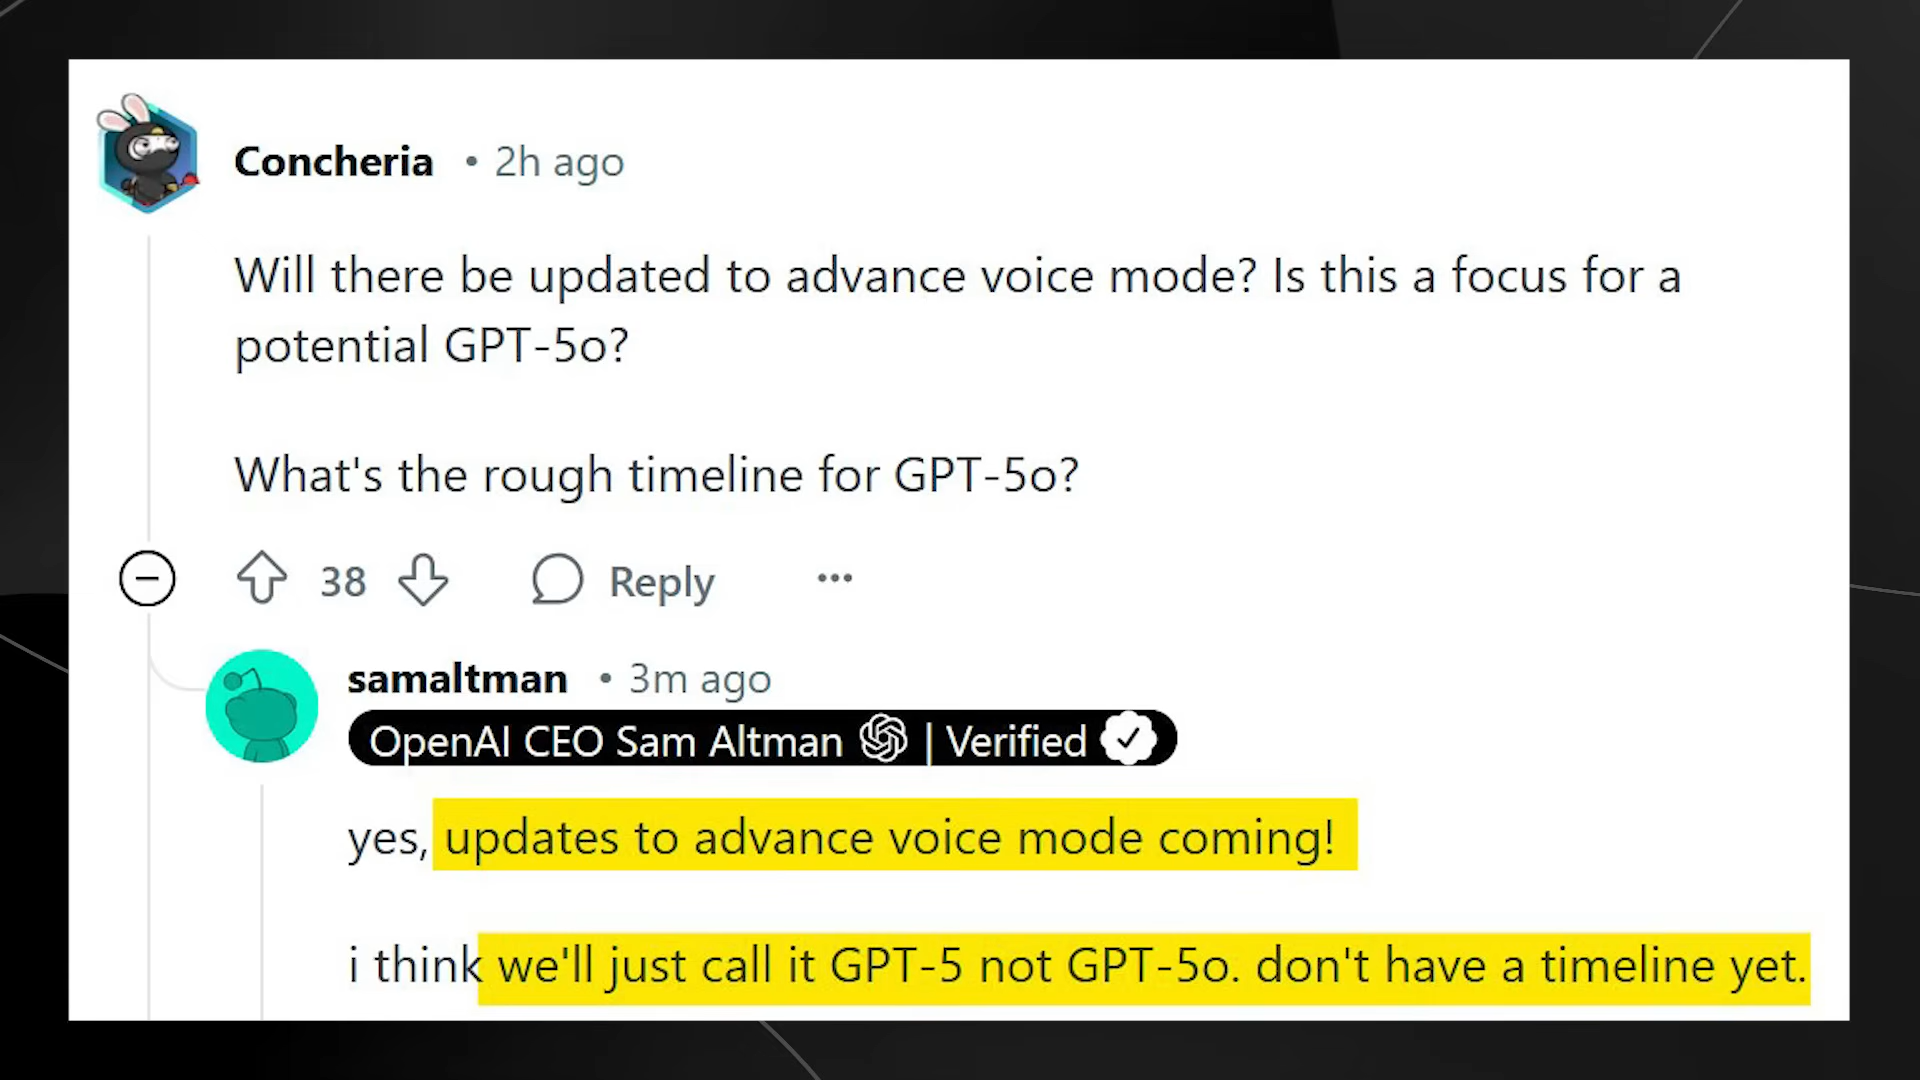 Concheria • 2h ago
Will there be updated to advance voice mode? Is this a focus for a
potential GPT-5o?
What's the rough timeline for GPT-5o?
38 Reply ···
samaltman • 3m ago
OpenAI CEO Sam Altman | Verified
yes, updates to advance voice mode coming!
i think we'll just call it GPT-5 not GPT-5o. don't have a timeline yet.